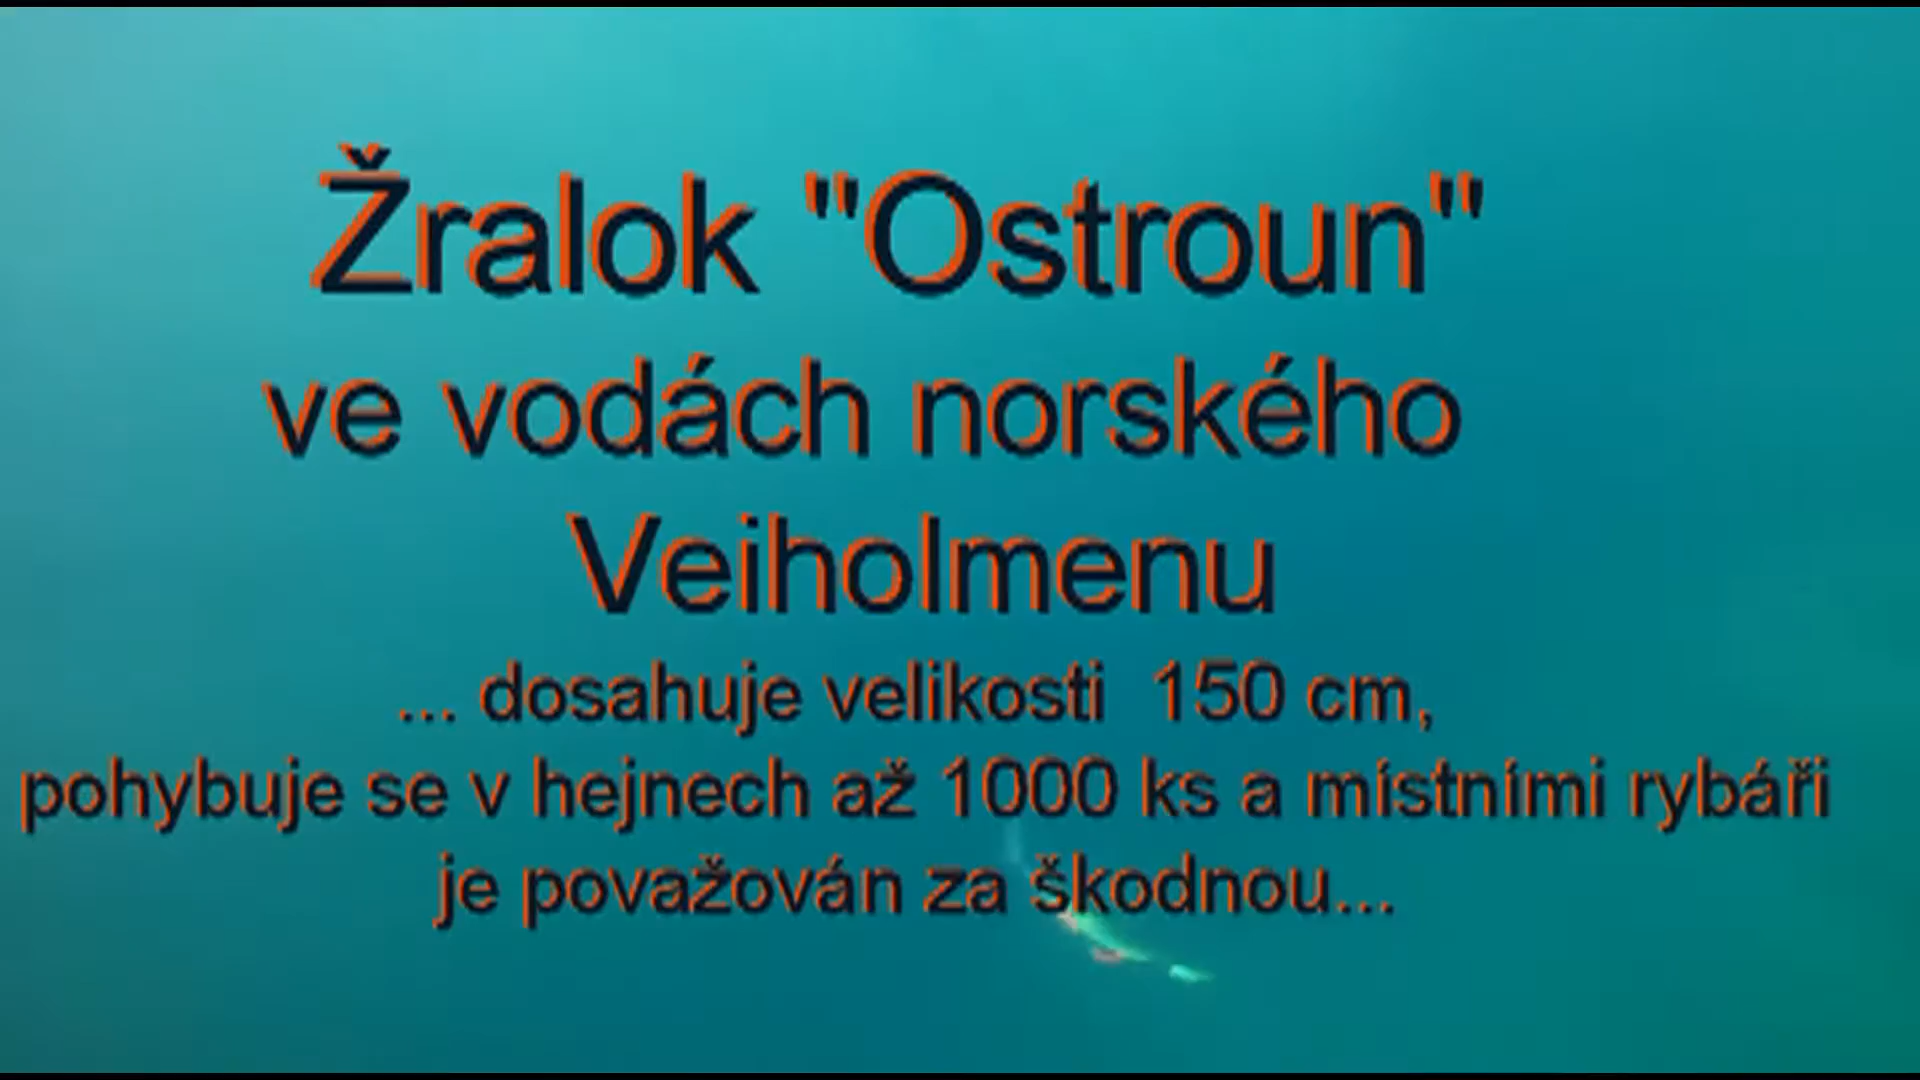 Žralok "Ostroun"
ve vodách norského
Veiholmenu
... dosahuje velikosti 150 cm,
pohybuje se v hejnech až 1000 ks a místními rybáři
je považován za škodnou...